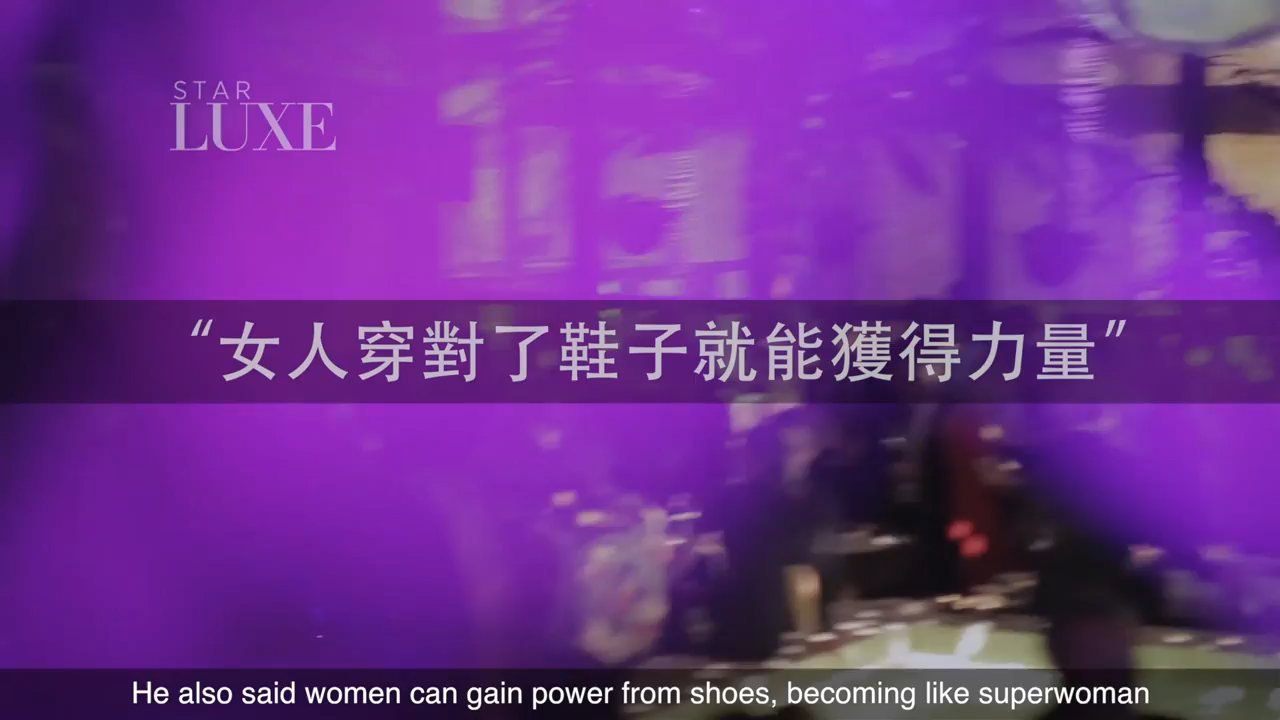 STAR
LUXE
“女人穿對了鞋子就能獲得力量”
He also said women can gain power from shoes, becoming like superwoman